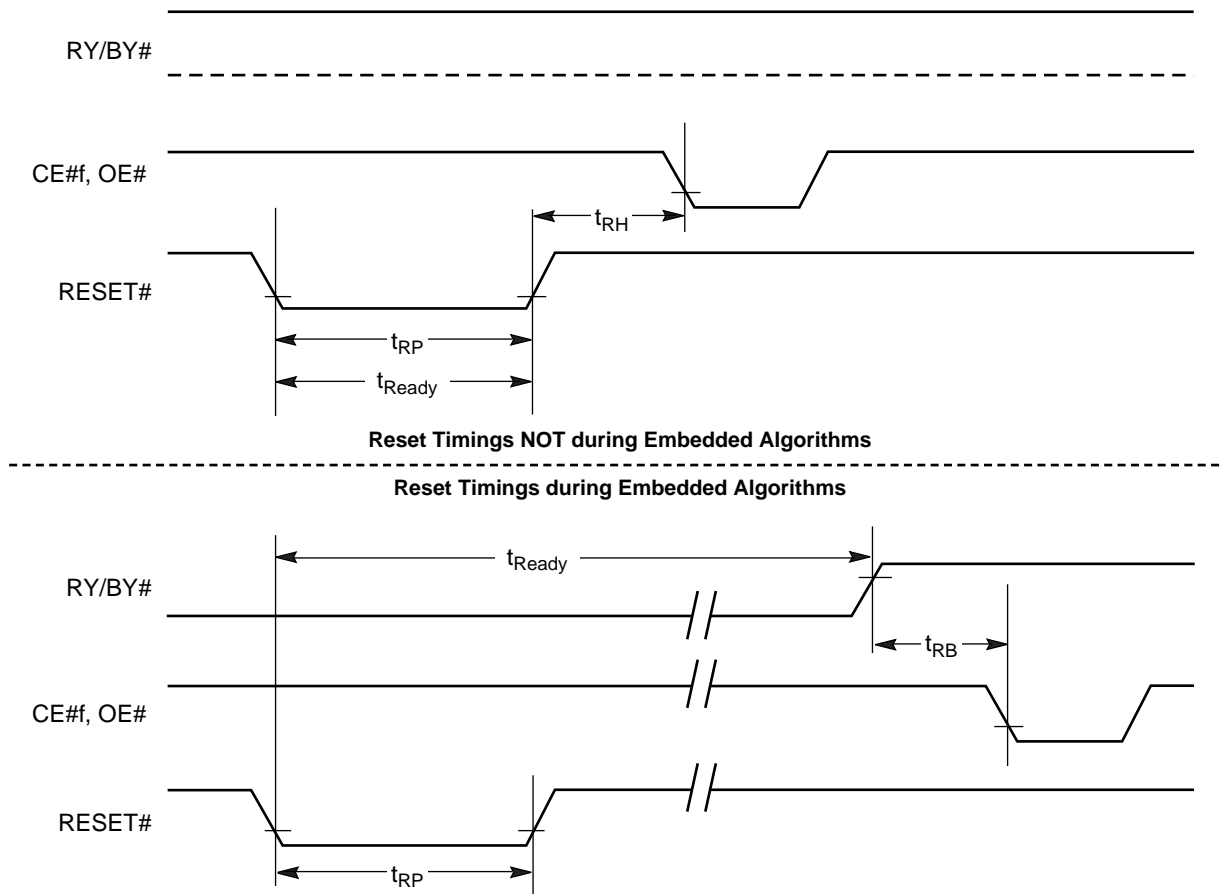 RY/BY#
CE#f, OE#
tRH
RESET#
tRP
tReady
Reset Timings NOT during Embedded Algorithms
Reset Timings during Embedded Algorithms
tReady
RY/BY#
tRB
CE#f, OE#
RESET#
tRP